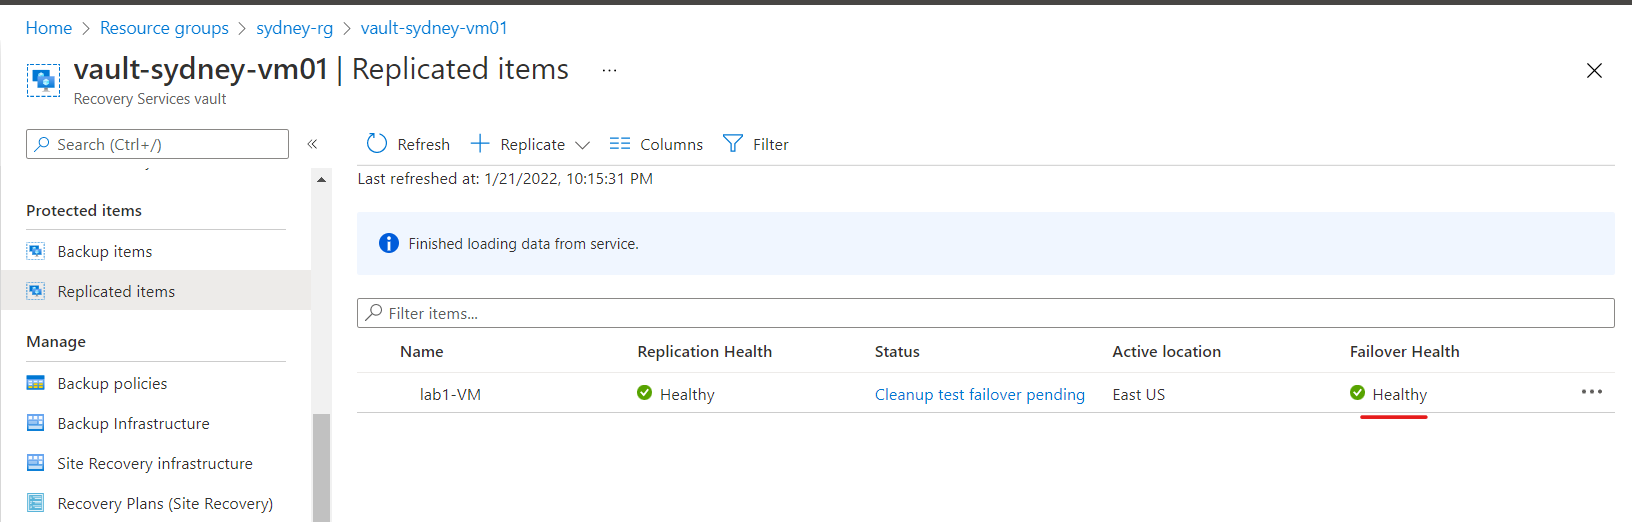 Home > Resource groups > sydney-rg > vault-sydney-vm01
vault-sydney-vm01 | Replicated items ...
Recovery Services vault
Search (Ctrl+/) «
Refresh + Replicate Columns Filter
Last refreshed at: 1/21/2022, 10:15:31 PM
Protected items
Backup items
Replicated items
Manage
Backup policies
Backup Infrastructure
Site Recovery infrastructure
Recovery Plans (Site Recovery)
Finished loading data from service.
Filter items...
Name Replication Health Status Active location Failover Health
lab1-VM Healthy Cleanup test failover pending East US Healthy ...